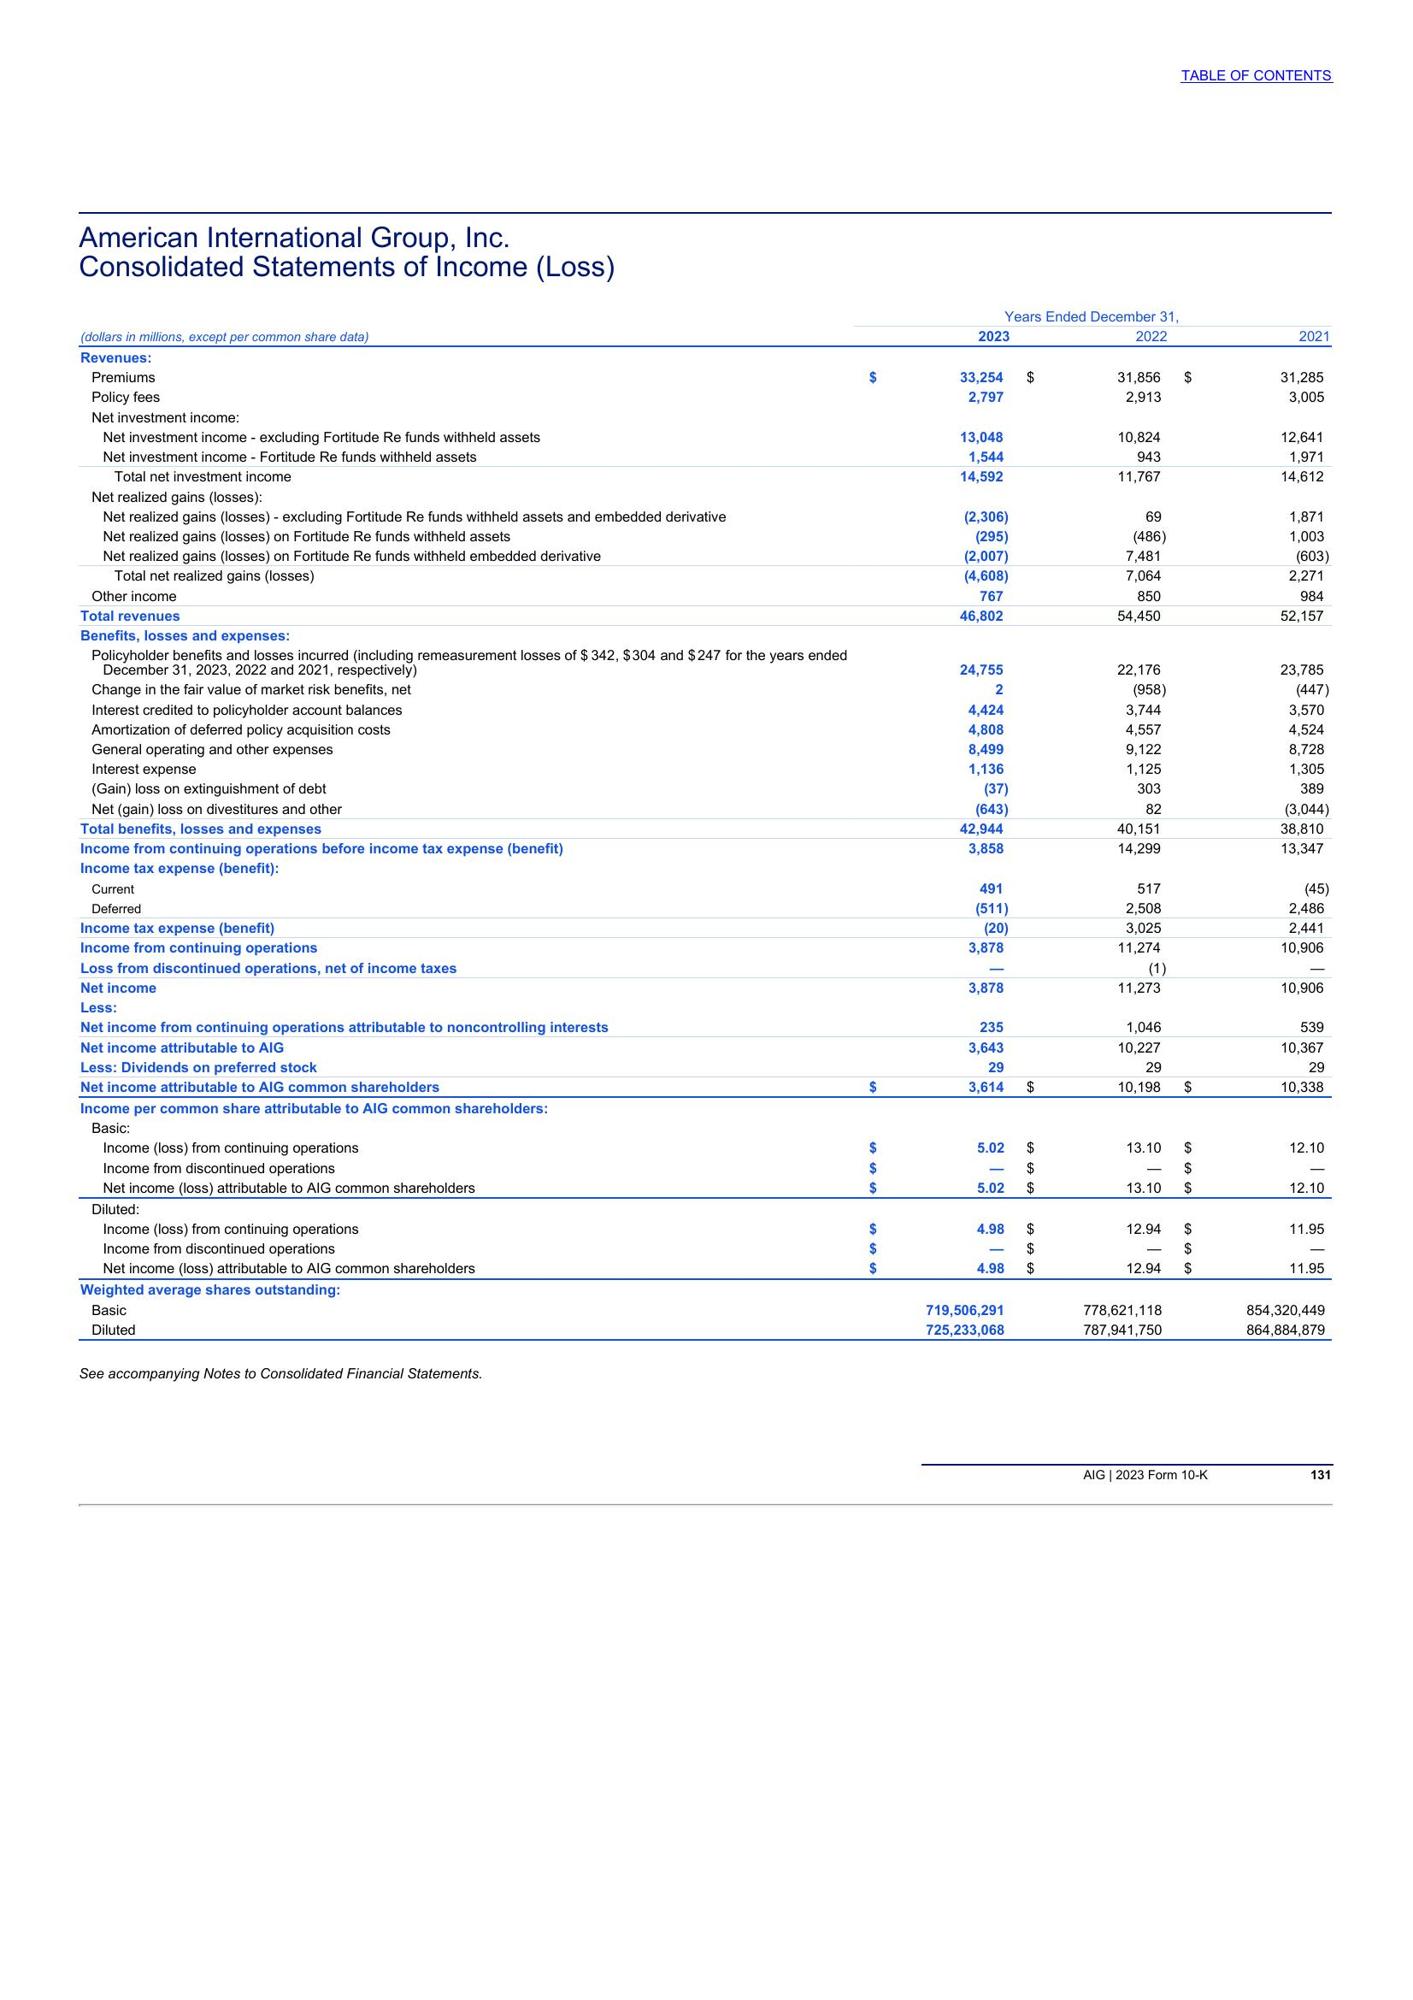 TABLE OF CONTENTS
American International Group, Inc.
Consolidated Statements of Income (Loss)
Years Ended December 31,
(dollars in millions, except per common share data) 2023 2022 2021
Revenues:
Premiums $ 33,254 $ 31,856 $ 31,285
Policy fees 2,797 2,913 3,005
Net investment income:
Net investment income - excluding Fortitude Re funds withheld assets 13,048 10,824 12,641
Net investment income - Fortitude Re funds withheld assets 1,544 943 1,971
Total net investment income 14,592 11,767 14,612
Net realized gains (losses):
Net realized gains (losses) - excluding Fortitude Re funds withheld assets and embedded derivative (2,306) 69 1,871
Net realized gains (losses) on Fortitude Re funds withheld assets (295) (486) 1,003
Net realized gains (losses) on Fortitude Re funds withheld embedded derivative (2,007) 7,481 (603)
Total net realized gains (losses) (4,608) 7,064 2,271
Other income 767 850 984
Total revenues 46,802 54,450 52,157
Benefits, losses and expenses:
Policyholder benefits and losses incurred (including remeasurement losses of $342, $304 and $247 for the years ended
December 31, 2023, 2022 and 2021, respectively) 24,755 22,176 23,785
Change in the fair value of market risk benefits, net 2 (958) (447)
Interest credited to policyholder account balances 4,424 3,744 3,570
Amortization of deferred policy acquisition costs 4,808 4,557 4,524
General operating and other expenses 8,499 9,122 8,728
Interest expense 1,136 1,125 1,305
(Gain) loss on extinguishment of debt (37) 303 389
Net (gain) loss on divestitures and other (643) 82 (3,044)
Total benefits, losses and expenses 42,944 40,151 38,810
Income from continuing operations before income tax expense (benefit) 3,858 14,299 13,347
Income tax expense (benefit):
Current 491 517 (45)
Deferred (511) 2,508 2,486
Income tax expense (benefit) (20) 3,025 2,441
Income from continuing operations 3,878 11,274 10,906
Loss from discontinued operations, net of income taxes — (1) —
Net income 3,878 11,273 10,906
Less:
Net income from continuing operations attributable to noncontrolling interests 235 1,046 539
Net income attributable to AIG 3,643 10,227 10,367
Less: Dividends on preferred stock 29 29 29
Net income attributable to AIG common shareholders $ 3,614 $ 10,198 $ 10,338
Income per common share attributable to AIG common shareholders:
Basic:
Income (loss) from continuing operations $ 5.02 $ 13.10 $ 12.10
Income from discontinued operations $ — $ — $ —
Net income (loss) attributable to AIG common shareholders $ 5.02 $ 13.10 $ 12.10
Diluted:
Income (loss) from continuing operations $ 4.98 $ 12.94 $ 11.95
Income from discontinued operations $ — $ — $ —
Net income (loss) attributable to AIG common shareholders $ 4.98 $ 12.94 $ 11.95
Weighted average shares outstanding:
Basic 719,506,291 778,621,118 854,320,449
Diluted 725,233,068 787,941,750 864,884,879
See accompanying Notes to Consolidated Financial Statements.
AIG | 2023 Form 10-K 131